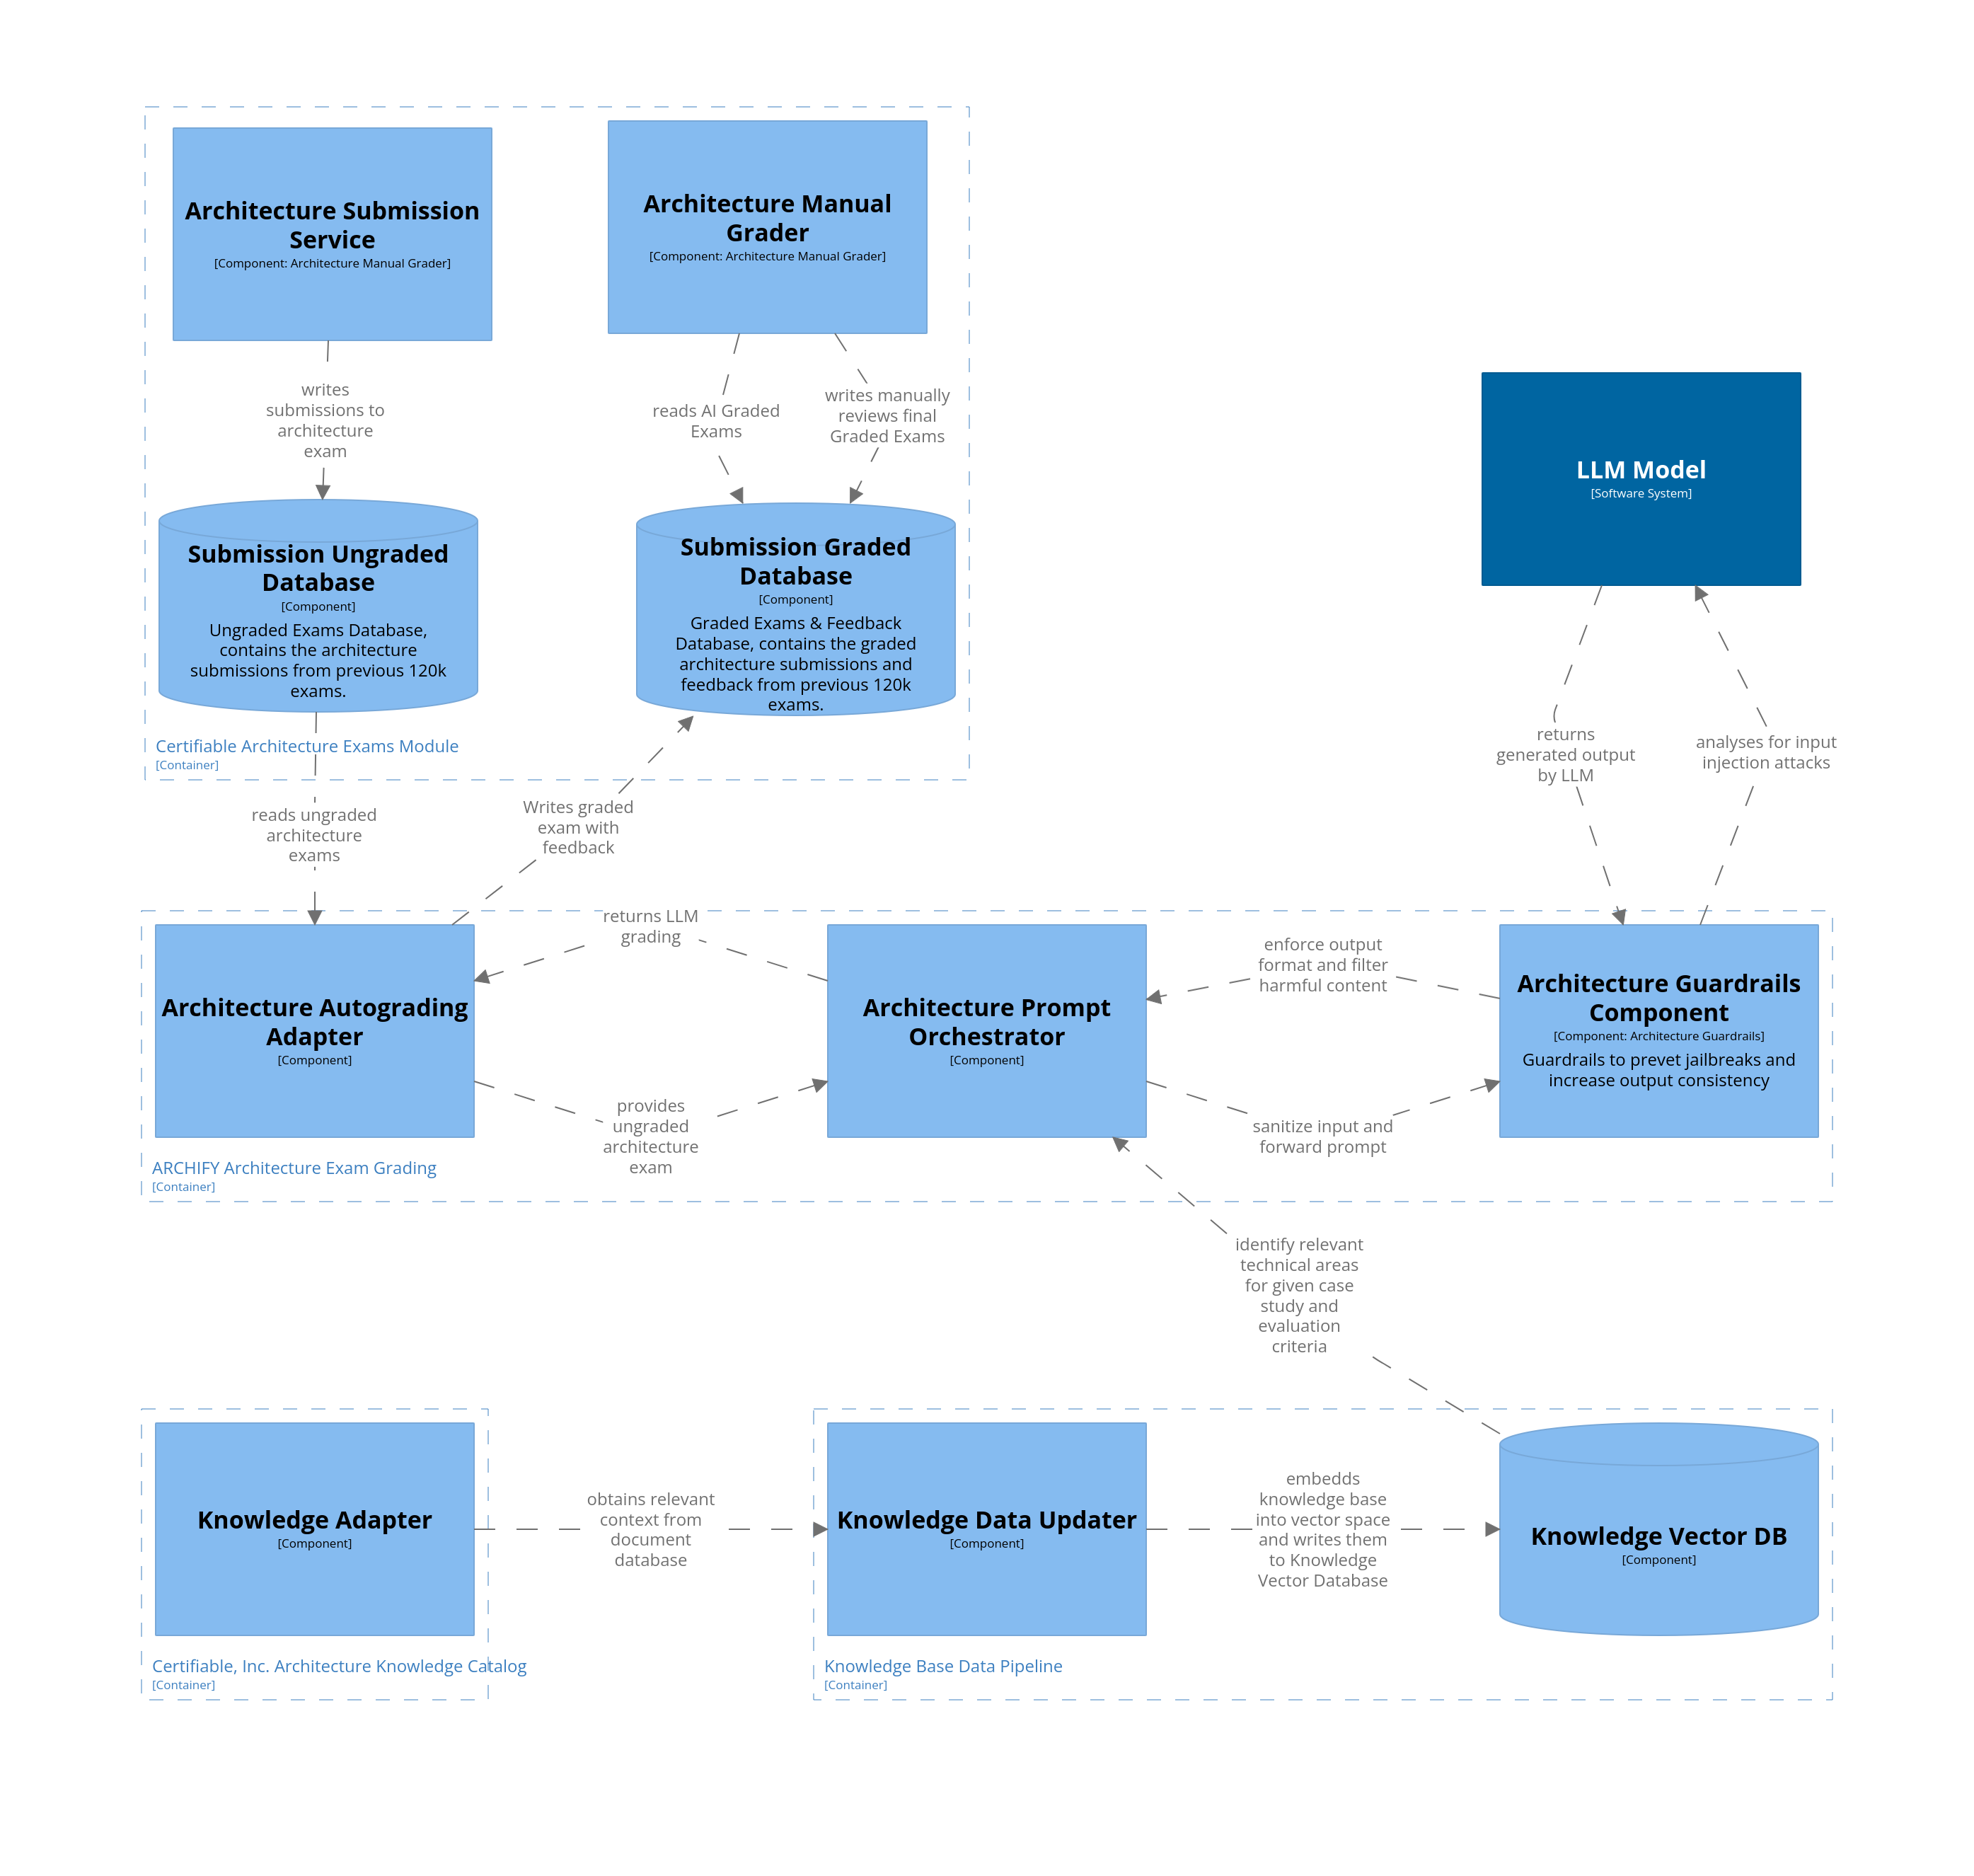 Architecture Submission
Service
[Component: Architecture Manual Grader]
Architecture Manual
Grader
[Component: Architecture Manual Grader]
writes
submissions to
architecture
exam
reads AI Graded
Exams
writes manually
reviews final
Graded Exams
LLM Model
[Software System]
Submission Ungraded
Database
[Component]
Ungraded Exams Database,
contains the architecture
submissions from previous 120k
exams.
Submission Graded
Database
[Component]
Graded Exams & Feedback
Database, contains the graded
architecture submissions and
feedback from previous 120k
exams.
Certifiable Architecture Exams Module
[Container]
returns
generated output
by LLM
analyses for input
injection attacks
reads ungraded
architecture
exams
Writes graded
exam with
feedback
returns LLM
grading
enforce output
format and filter
harmful content
Architecture Autograding
Adapter
[Component]
Architecture Prompt
Orchestrator
[Component]
Architecture Guardrails
Component
[Component: Architecture Guardrails]
Guardrails to prevet jailbreaks and
increase output consistency
provides
ungraded
architecture
exam
sanitize input and
forward prompt
ARCHIFY Architecture Exam Grading
[Container]
identify relevant
technical areas
for given case
study and
evaluation
criteria
Knowledge Adapter
[Component]
obtains relevant
context from
document
database
Knowledge Data Updater
[Component]
embedds
knowledge base
into vector space
and writes them
to Knowledge
Vector Database
Knowledge Vector DB
[Component]
Certifiable, Inc. Architecture Knowledge Catalog
[Container]
Knowledge Base Data Pipeline
[Container]